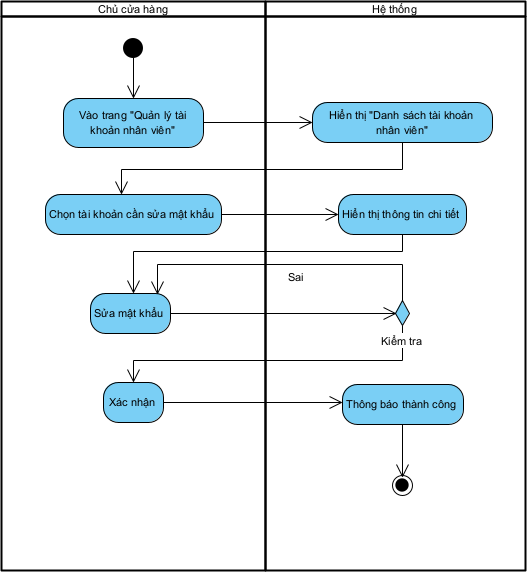 Chủ cửa hàng
Hệ thống
Vào trang "Quản lý tài
khoản nhân viên"
Hiển thị "Danh sách tài khoản
nhân viên"
Chọn tài khoản cần sửa mật khẩu
Hiển thị thông tin chi tiết
Sai
Sửa mật khẩu
Kiểm tra
Xác nhận
Thông báo thành công